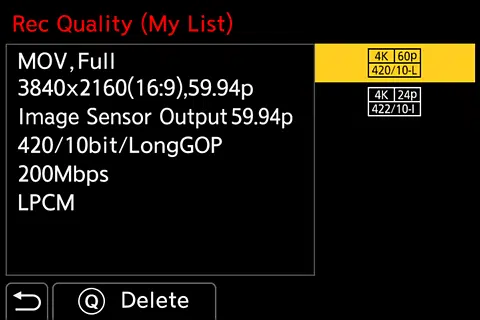 Rec Quality (My List)
MOV,Full
3840x2160(16:9),59.94p
Image Sensor Output 59.94p
420/10bit/LongGOP
200Mbps
LPCM
4K 60p
420/10-L
4K 24p
422/10-I
Q Delete